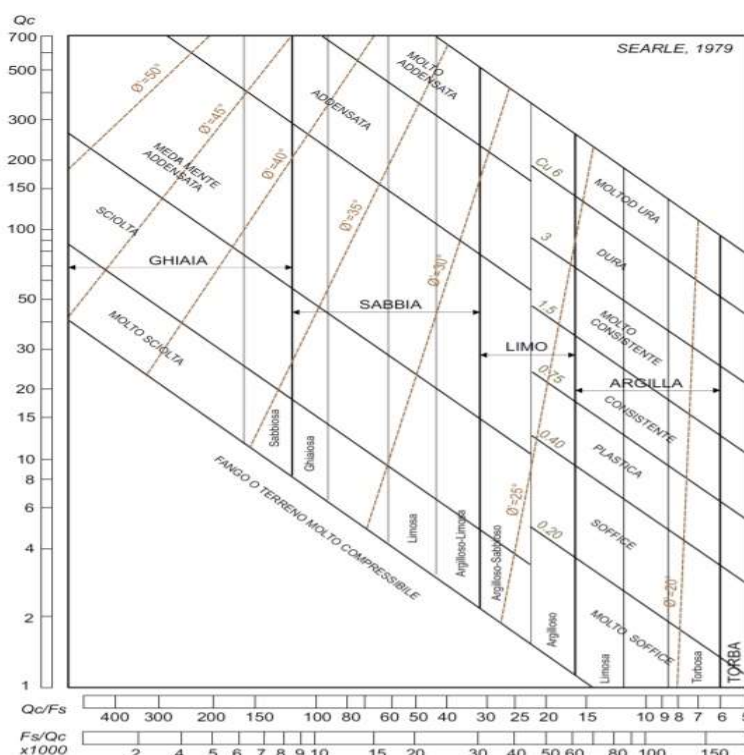 Qc
SEARLE, 1979
700
500
300
200
150
100
50
30
20
15
10
8
6
4
2
1
Ø'=50°
Ø'=45°
Ø'=40°
Ø'=35°
Ø'=30°
Ø'=25°
Ø'=20°
MOLTO ADDENSATA
ADDENSATA
MEDA MENTE ADDENSATA
SCIOLTA
MOLTO SCIOLTA
GHIAIA
SABBIA
LIMO
ARGILLA
Cu 6
3
1.5
0.75
0.40
0.20
MOLTOD URA
DURA
MOLTO CONSISTENTE
CONSISTENTE
PLASTICA
SOFFICE
MOLTO SOFFICE
Sabbiosa
Ghiaiosa
Limosa
Argilloso-Limosa
Argilloso-Sabbioso
Argilloso
Limosa
Torbosa
TORBA
FANGO O TERRENO MOLTO COMPRESSIBILE
Qc/Fs
400 300 200 150 100 80 60 50 40 30 25 20 15 10 9 8 7 6
Fs/Qc x1000
2 4 5 6 7 8 9 10 15 20 30 40 50 60 80 100 150